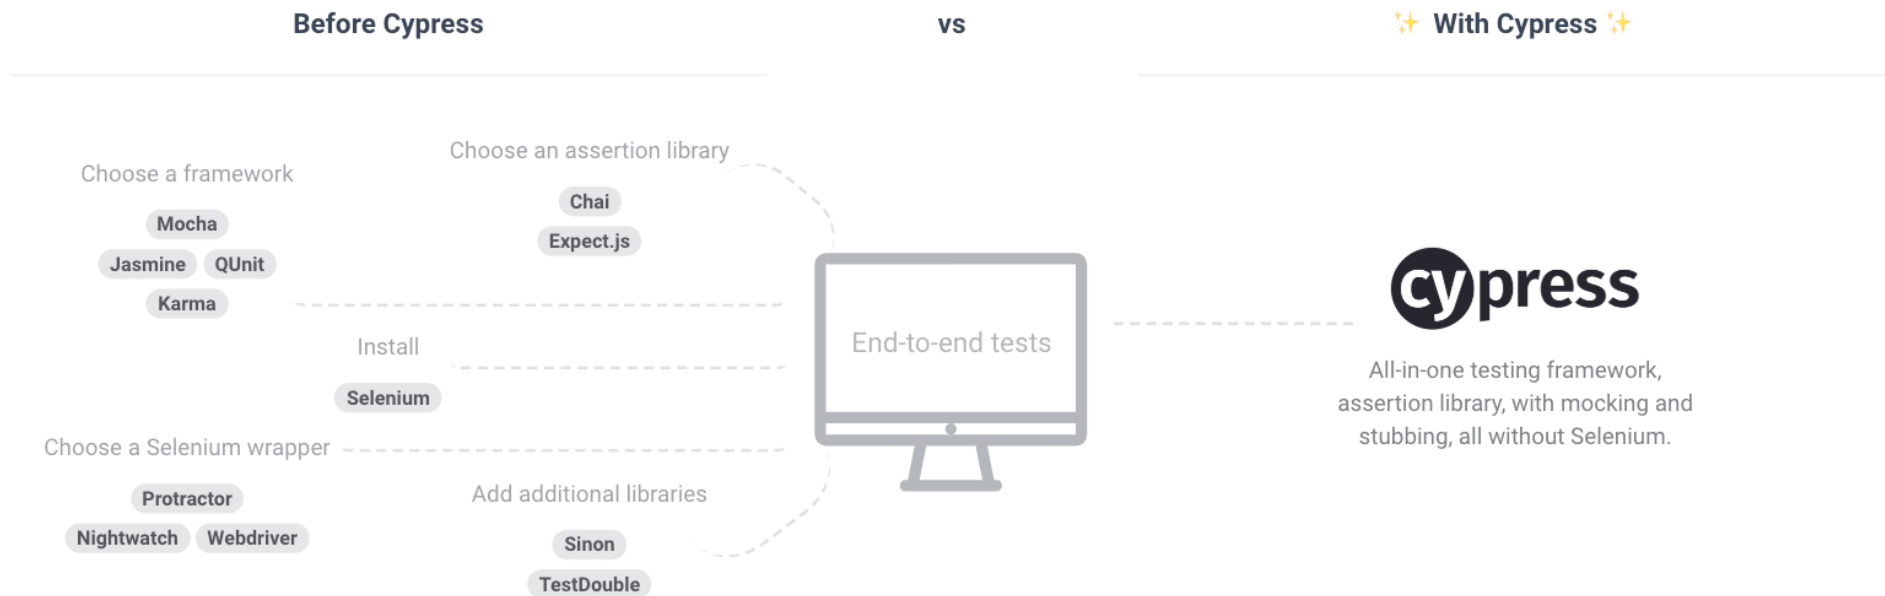 Before Cypress
vs
✨ With Cypress ✨
Choose a framework
Mocha
Jasmine QUnit
Karma
Choose an assertion library
Chai
Expect.js
Install
Selenium
Choose a Selenium wrapper
Protractor
Nightwatch Webdriver
Add additional libraries
Sinon
TestDouble
End-to-end tests
cypress
All-in-one testing framework,
assertion library, with mocking and
stubbing, all without Selenium.